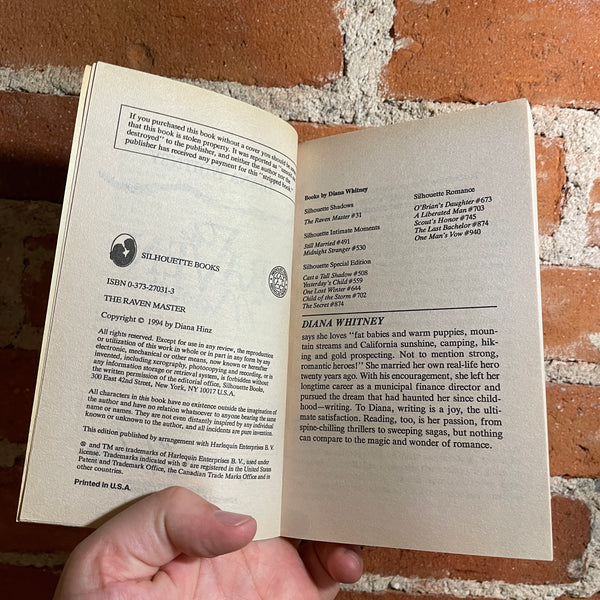 If you purchased this book without a cover you should be
that this book is stolen property. It was reported as "unsold
destroyed" to the publisher, and neither the author nor the
publisher has received any payment for this "stripped book."
SILHOUETTE BOOKS
ISBN 0-373-27031-3
THE RAVEN MASTER
Copyright © 1994 by Diana Hinz
All rights reserved. Except for use in any review, the reproduction
or utilization of this work in whole or in part in any form by any
electronic, mechanical or other means, now known or hereafter
invented, including xerography, photocopying and recording, or in any
information storage or retrieval system, is forbidden without
the written permission of the editorial office, Silhouette Books,
300 East 42nd Street, New York, NY 10017 U.S.A.
All characters in this book have no existence outside the imagination of
the author and have no relation whatsoever to anyone bearing the same
name or names. They are not even distantly inspired by any individual
known or unknown to the author, and all incidents are pure invention.
This edition published by arrangement with Harlequin Enterprises B. V.
® and TM are trademarks of Harlequin Enterprises B. V., used under
license. Trademarks indicated with ® are registered in the United States
Patent and Trademark Office, the Canadian Trade Marks Office and in
other countries.
Printed in U.S.A.
Books by Diana Whitney
Silhouette Shadows
The Raven Master #31
Silhouette Intimate Moments
Still Married #491
Midnight Stranger #530
Silhouette Special Edition
Cast a Tall Shadow #508
Yesterday's Child #559
One Lost Winter #644
Child of the Storm #702
The Secret #874
Silhouette Romance
O'Brian's Daughter #673
A Liberated Man #703
Scout's Honor #745
The Last Bachelor #874
One Man's Vow #940
DIANA WHITNEY
says she loves "fat babies and warm puppies, moun-
tain streams and California sunshine, camping, hik-
ing and gold prospecting. Not to mention strong,
romantic heroes!" She married her own real-life hero
twenty years ago. With his encouragement, she left her
longtime career as a municipal finance director and
pursued the dream that had haunted her since child-
hood—writing. To Diana, writing is a joy, the ulti-
mate satisfaction. Reading, too, is her passion, from
spine-chilling thrillers to sweeping sagas, but nothing
can compare to the magic and wonder of romance.